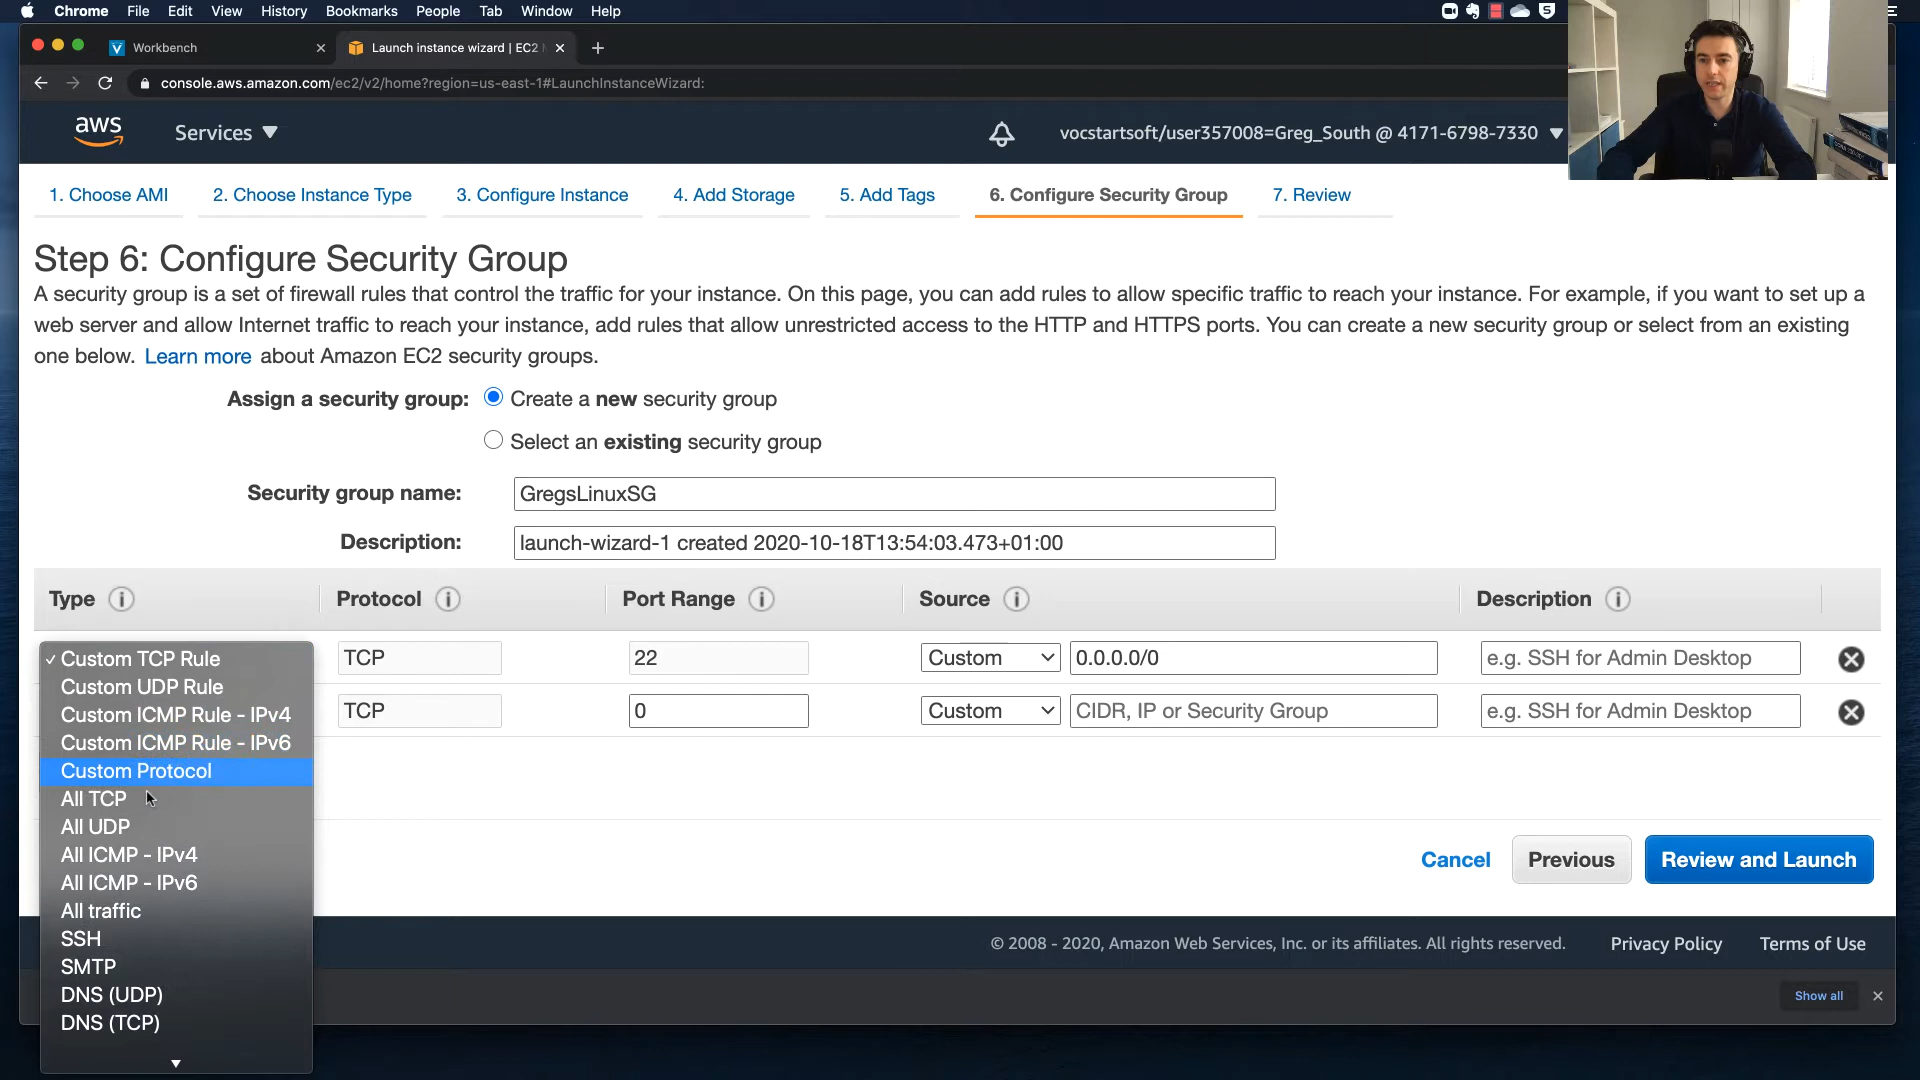 Chrome File Edit View History Bookmarks People Tab Window Help
Workbench
Launch instance wizard | EC2
console.aws.amazon.com/ec2/v2/home?region=us-east-1#LaunchInstanceWizard:
aws Services vocstartsoft/user357008=Greg_South @ 4171-6798-7330
1. Choose AMI 2. Choose Instance Type 3. Configure Instance 4. Add Storage 5. Add Tags 6. Configure Security Group 7. Review
Step 6: Configure Security Group
A security group is a set of firewall rules that control the traffic for your instance. On this page, you can add rules to allow specific traffic to reach your instance. For example, if you want to set up a
web server and allow Internet traffic to reach your instance, add rules that allow unrestricted access to the HTTP and HTTPS ports. You can create a new security group or select from an existing
one below. Learn more about Amazon EC2 security groups.
Assign a security group: Create a new security group
Select an existing security group
Security group name: GregsLinuxSG
Description: launch-wizard-1 created 2020-10-18T13:54:03.473+01:00
Type Protocol Port Range Source Description
Custom TCP Rule TCP 22 Custom 0.0.0.0/0 e.g. SSH for Admin Desktop
Custom UDP Rule
Custom ICMP Rule - IPv4 TCP 0 Custom CIDR, IP or Security Group e.g. SSH for Admin Desktop
Custom ICMP Rule - IPv6
Custom Protocol
All TCP
All UDP
All ICMP - IPv4
All ICMP - IPv6
Cancel Previous Review and Launch
All traffic
SSH
SMTP
DNS (UDP)
DNS (TCP)
© 2008 - 2020, Amazon Web Services, Inc. or its affiliates. All rights reserved. Privacy Policy Terms of Use
Show all